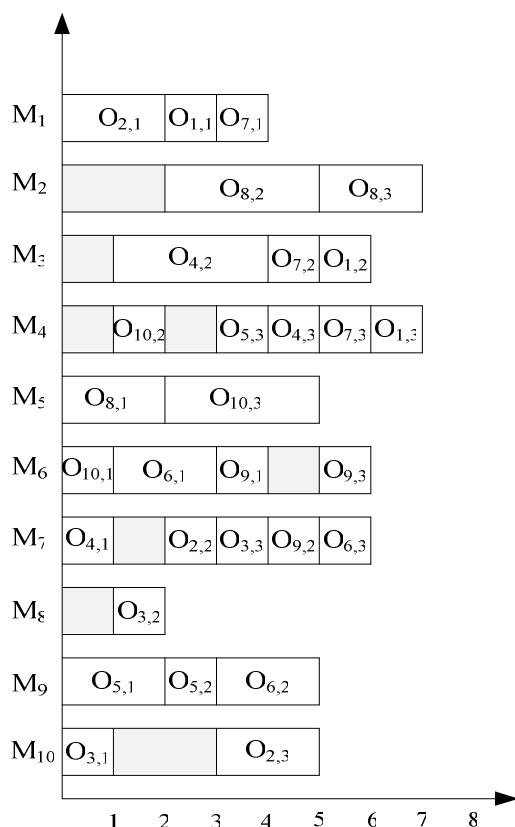 M1 O2,1 O1,1 O7,1
M2 O8,2 O8,3
M3 O4,2 O7,2 O1,2
M4 O10,2 O5,3 O4,3 O7,3 O1,3
M5 O8,1 O10,3
M6 O10,1 O6,1 O9,1 O9,3
M7 O4,1 O2,2 O3,3 O9,2 O6,3
M8 O3,2
M9 O5,1 O5,2 O6,2
M10 O3,1 O2,3
1 2 3 4 5 6 7 8